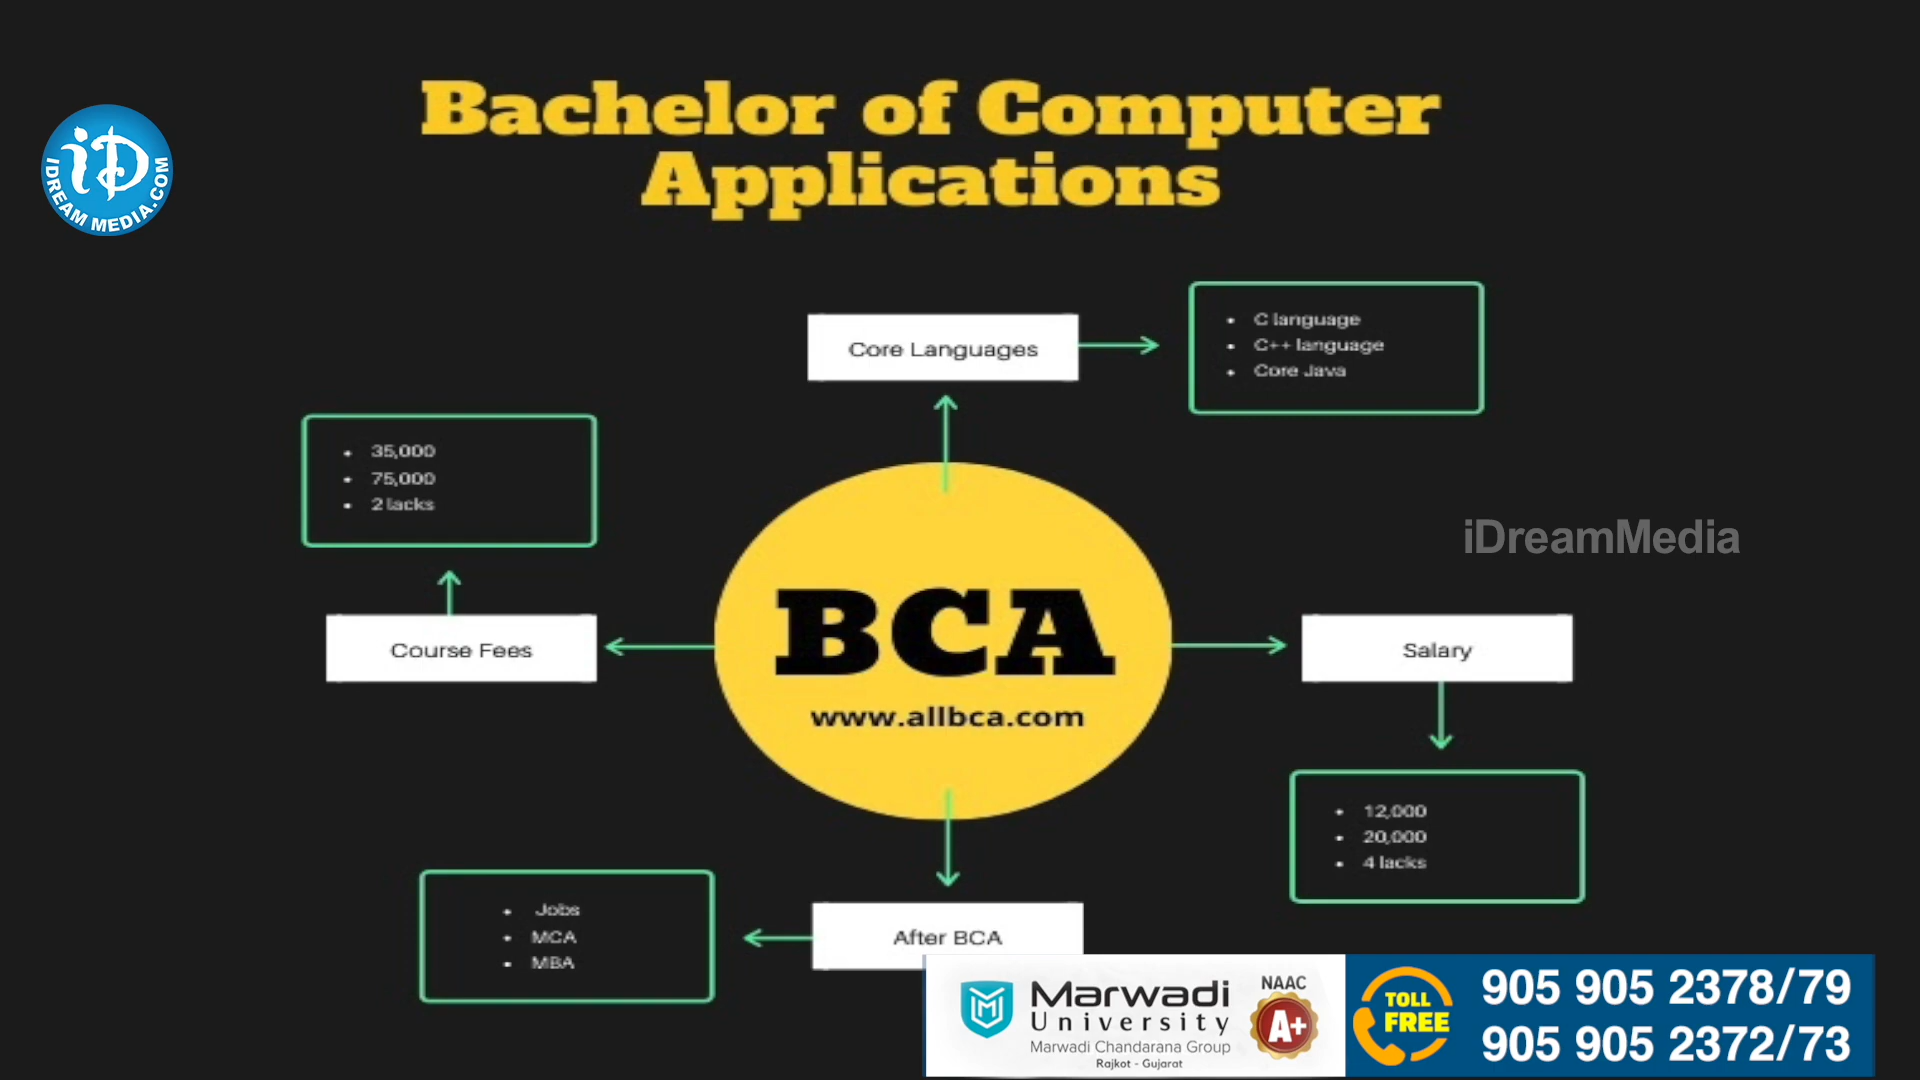 Bachelor of Computer
Applications
iD
IDREAM MEDIA.COM
Core Languages
• C language
• C++ language
• Core Java
• 35,000
• 75,000
• 2 lacks
iDreamMedia
Course Fees
BCA
www.allbca.com
Salary
• 12,000
• 20,000
• 4 lacks
• Jobs
• MCA
• MBA
After BCA
Marwadi
University
Marwadi Chandarana Group
Rajkot - Gujarat
NAAC
A+
TOLL
FREE
905 905 2378/79
905 905 2372/73